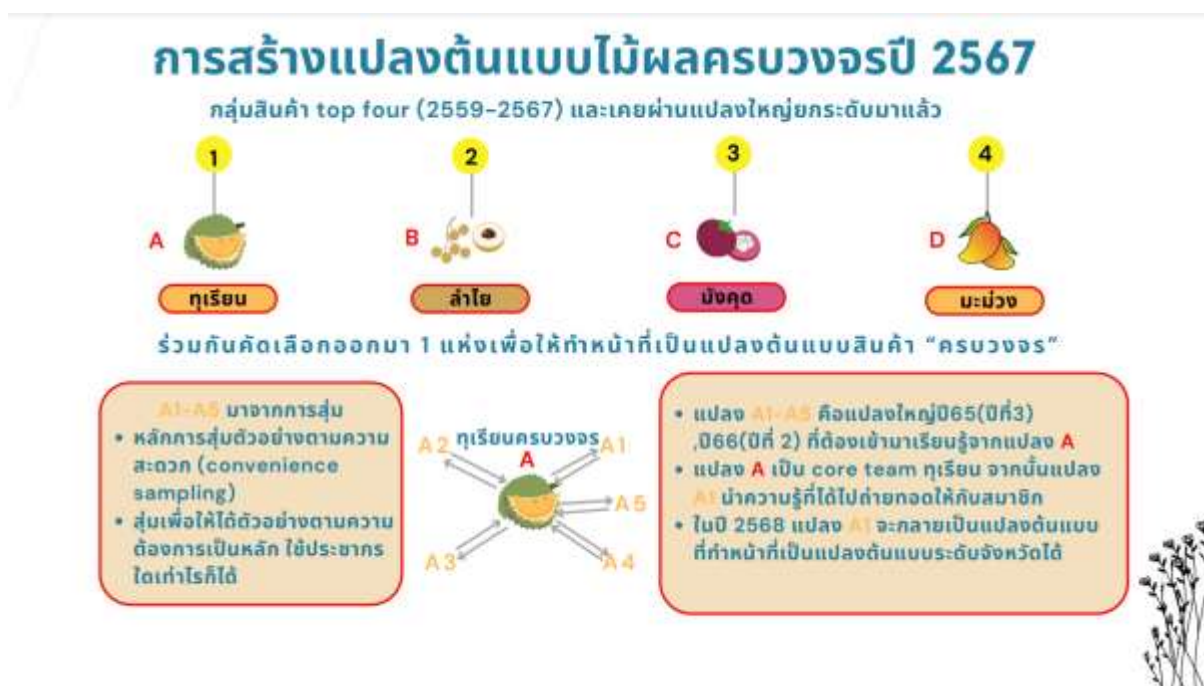 การสร้างแปลงต้นแบบไม้ผลครบวงจรปี 2567
กลุ่มสินค้า top four (2559-2567) และเคยผ่านแปลงใหญ่ยกระดับมาแล้ว
1
2
3
4
A
B
C
D
ทุเรียน
ลำไย
มังคุด
มะม่วง
ร่วมกันคัดเลือกออกมา 1 แห่งเพื่อให้ทำหน้าที่เป็นแปลงต้นแบบสินค้า “ครบวงจร”
A1-A5 มาจากการสุ่ม
• หลักการสุ่มตัวอย่างตามความ
สะดวก (convenience
sampling)
• สุ่มเพื่อให้ได้ตัวอย่างตามความ
ต้องการเป็นหลัก ใช้ประชากร
ใดเท่าไรก็ได้
ทุเรียนครบวงจร
A
A2
A1
A5
A3
A4
• แปลง A1-A5 คือแปลงใหญ่ปี65(ปีที่3)
,ปี66(ปีที่ 2) ที่ต้องเข้ามาเรียนรู้จากแปลง A
• แปลง A เป็น core team ทุเรียน จากนั้นแปลง
A1 นำความรู้ที่ได้ไปถ่ายทอดให้กับสมาชิก
• ในปี 2568 แปลง A1 จะกลายเป็นแปลงต้นแบบ
ที่ทำหน้าที่เป็นแปลงต้นแบบระดับจังหวัดได้